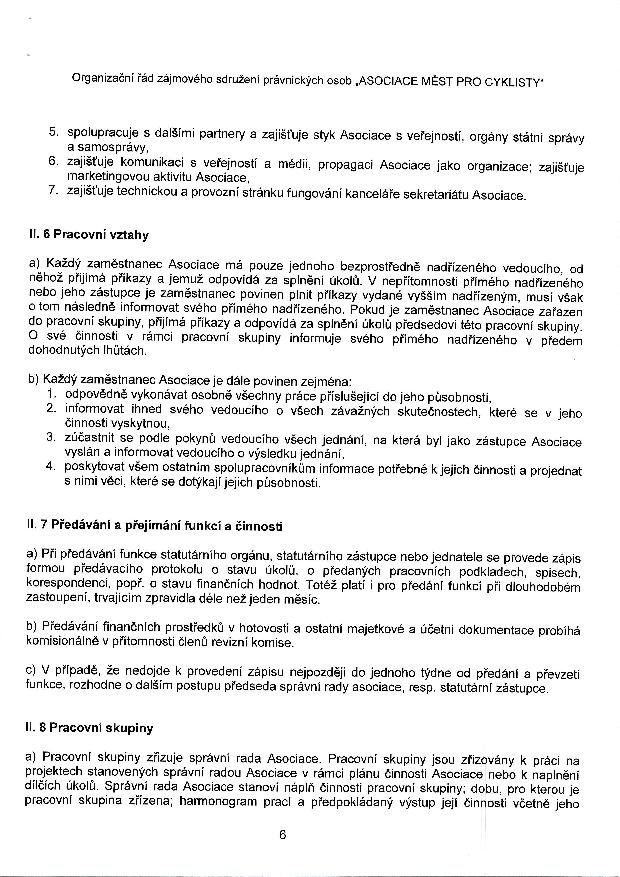 Organizační řád zájmového sdružení právnických osob „ASOCIACE MĚST PRO CYKLISTY“
5. spolupracuje s dalšími partnery a zajišťuje styk Asociace s veřejností, orgány státní správy
a samosprávy,
6. zajišťuje komunikaci s veřejností a médii, propagaci Asociace jako organizace; zajišťuje
marketingovou aktivitu Asociace,
7. zajišťuje technickou a provozní stránku fungování kanceláře sekretariátu Asociace.
II. 6 Pracovní vztahy
a) Každý zaměstnanec Asociace má pouze jednoho bezprostředně nadřízeného vedoucího, od
něhož přijímá příkazy a jemuž odpovídá za splnění úkolů. V nepřítomnosti přímého nadřízeného
nebo jeho zástupce je zaměstnanec povinen plnit příkazy vydané vyšším nadřízeným, musí však
o tom následně informovat svého přímého nadřízeného. Pokud je zaměstnanec Asociace zařazen
do pracovní skupiny, přijímá příkazy a odpovídá za splnění úkolů předsedovi této pracovní skupiny.
O své činnosti v rámci pracovní skupiny informuje svého přímého nadřízeného v předem
dohodnutých lhůtách.
b) Každý zaměstnanec Asociace je dále povinen zejména:
1. odpovědně vykonávat osobně všechny práce příslušející do jeho působnosti,
2. informovat ihned svého vedoucího o všech závažných skutečnostech, které se v jeho
činnosti vyskytnou,
3. zúčastnit se podle pokynů vedoucího všech jednání, na která byl jako zástupce Asociace
vyslán a informovat vedoucího o výsledku jednání,
4. poskytovat všem ostatním spolupracovníkům informace potřebné k jejich činnosti a projednat
s nimi věci, které se dotýkají jejich působnosti.
II. 7 Předávání a přejímání funkcí a činností
a) Při předávání funkce statutárního orgánu, statutárního zástupce nebo jednatele se provede zápis
formou předávacího protokolu o stavu úkolů, o předaných pracovních podkladech, spisech,
korespondenci, popř. o stavu finančních hodnot. Totéž platí i pro předání funkcí při dlouhodobém
zastoupení, trvajícím zpravidla déle než jeden měsíc.
b) Předávání finančních prostředků v hotovosti a ostatní majetkové a účetní dokumentace probíhá
komisionálně v přítomnosti členů revizní komise.
c) V případě, že nedojde k provedení zápisu nejpozději do jednoho týdne od předání a převzetí
funkce, rozhodne o dalším postupu předseda správní rady asociace, resp. statutární zástupce.
II. 8 Pracovní skupiny
a) Pracovní skupiny zřizuje správní rada Asociace. Pracovní skupiny jsou zřizovány k práci na
projektech stanovených správní radou Asociace v rámci plánu činnosti Asociace nebo k naplnění
dílčích úkolů. Správní rada Asociace stanoví náplň činnosti pracovní skupiny; dobu, pro kterou je
pracovní skupina zřízena; harmonogram prací a předpokládaný výstup její činnosti včetně jeho
6